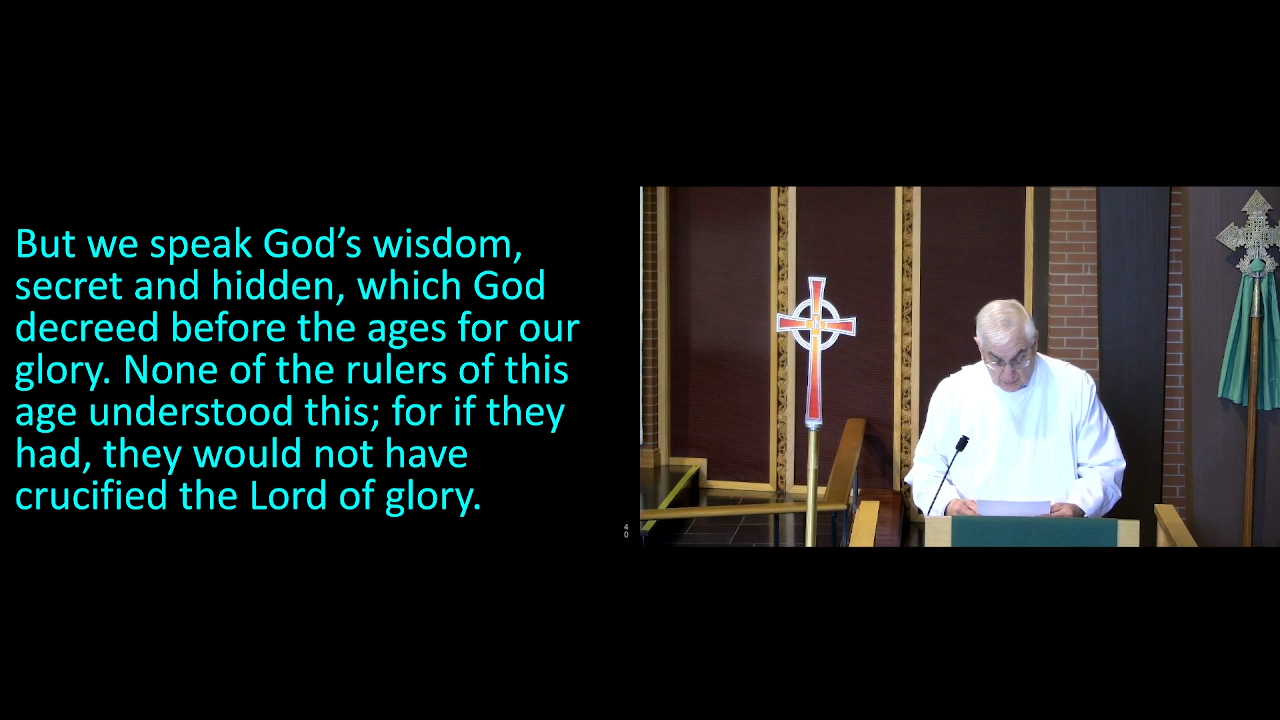 But we speak God’s wisdom,
secret and hidden, which God
decreed before the ages for our
glory. None of the rulers of this
age understood this; for if they
had, they would not have
crucified the Lord of glory.
4
0